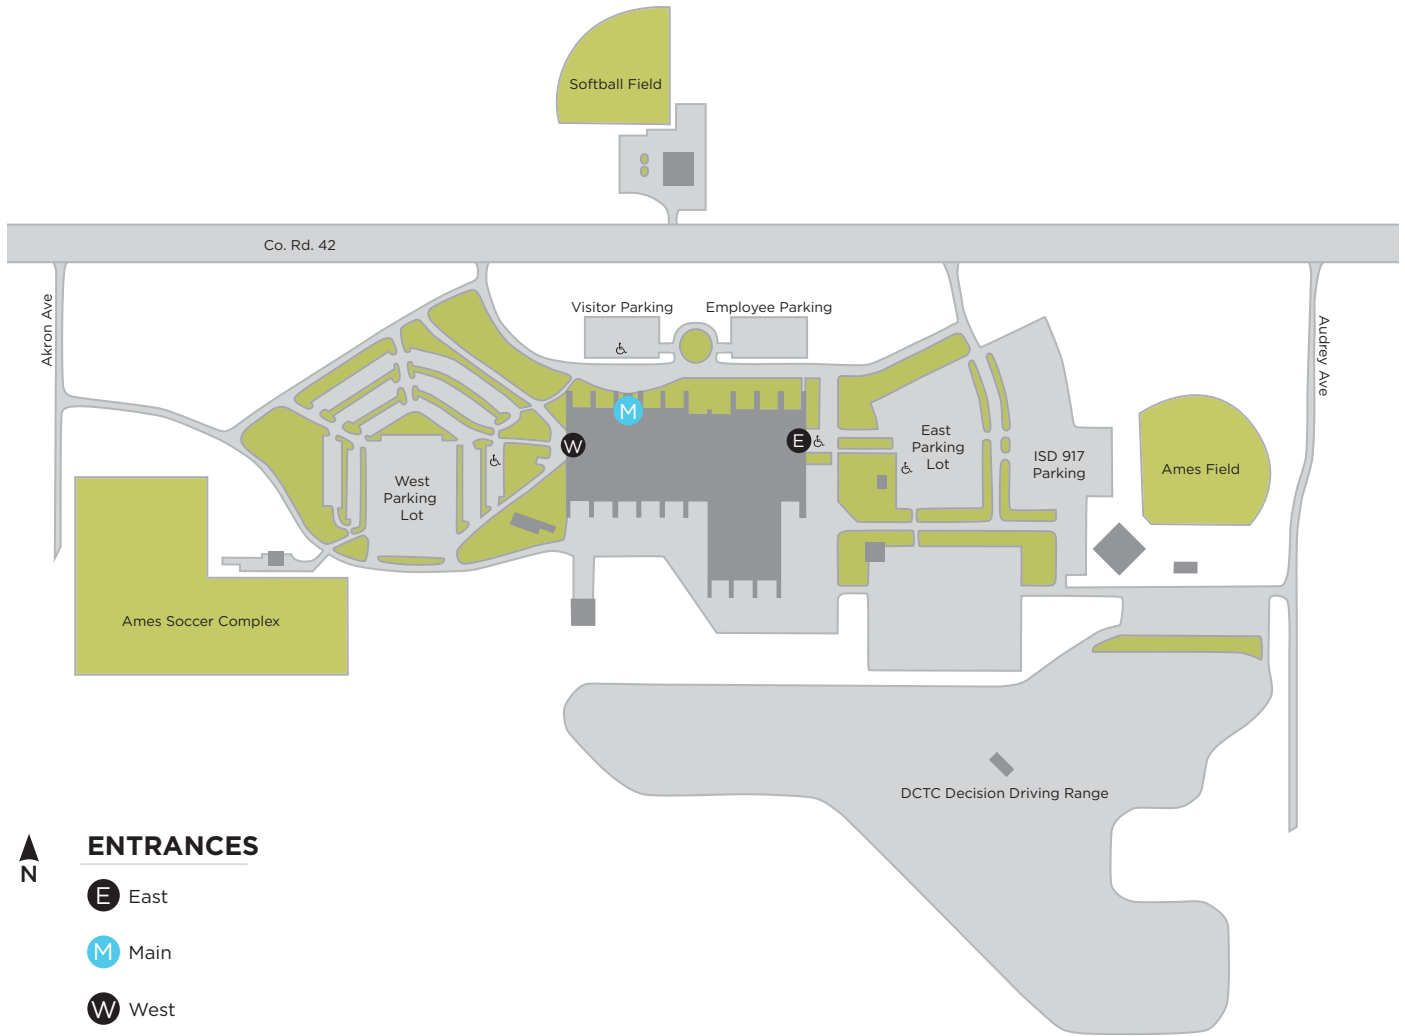 Softball Field
Co. Rd. 42
Akron Ave
Visitor Parking
Employee Parking
Audrey Ave
M
W
E
East
Parking
Lot
ISD 917
Parking
Ames Field
West
Parking
Lot
Ames Soccer Complex
DCTC Decision Driving Range
N
ENTRANCES
E East
M Main
W West